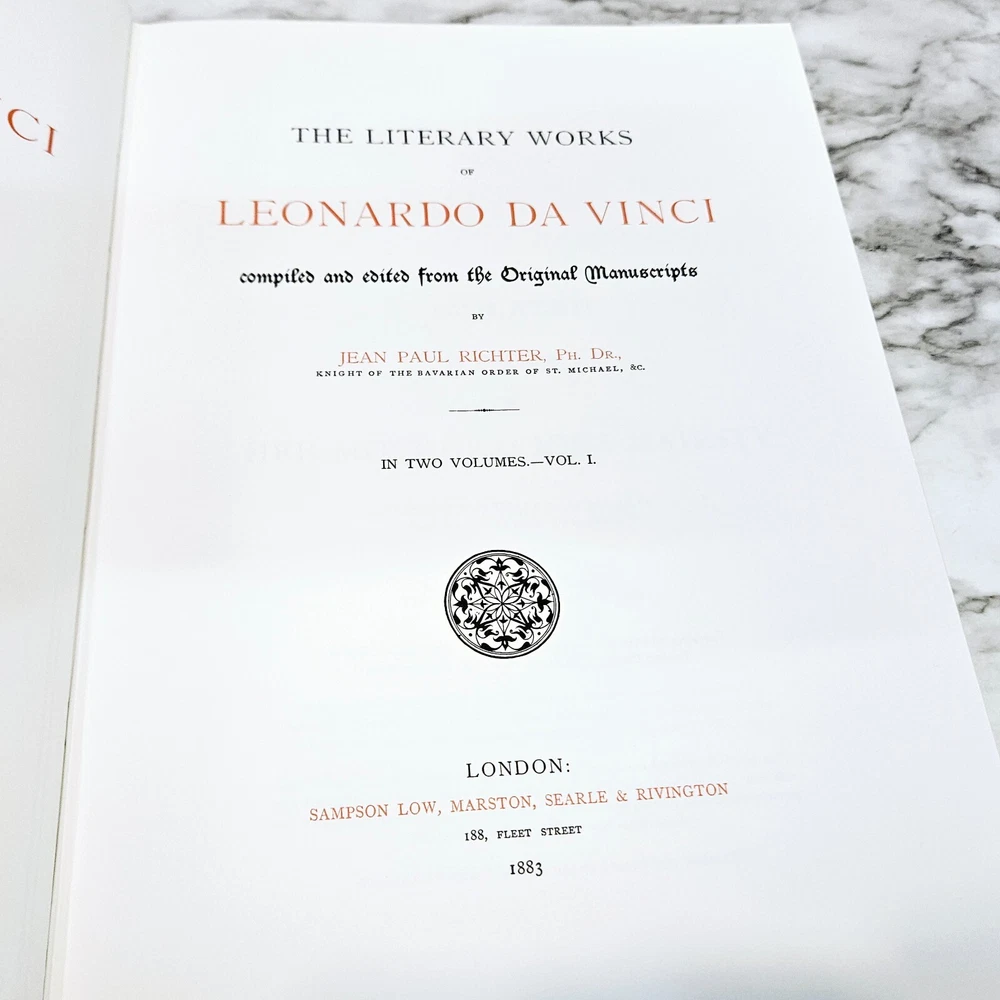 CI
THE LITERARY WORKS
OF
LEONARDO DA VINCI
compiled and edited from the Original Manuscripts
BY
JEAN PAUL RICHTER, PH. DR.,
KNIGHT OF THE BAVARIAN ORDER OF ST. MICHAEL, &C.
IN TWO VOLUMES.—VOL. I.
LONDON:
SAMPSON LOW, MARSTON, SEARLE & RIVINGTON
188, FLEET STREET
1883